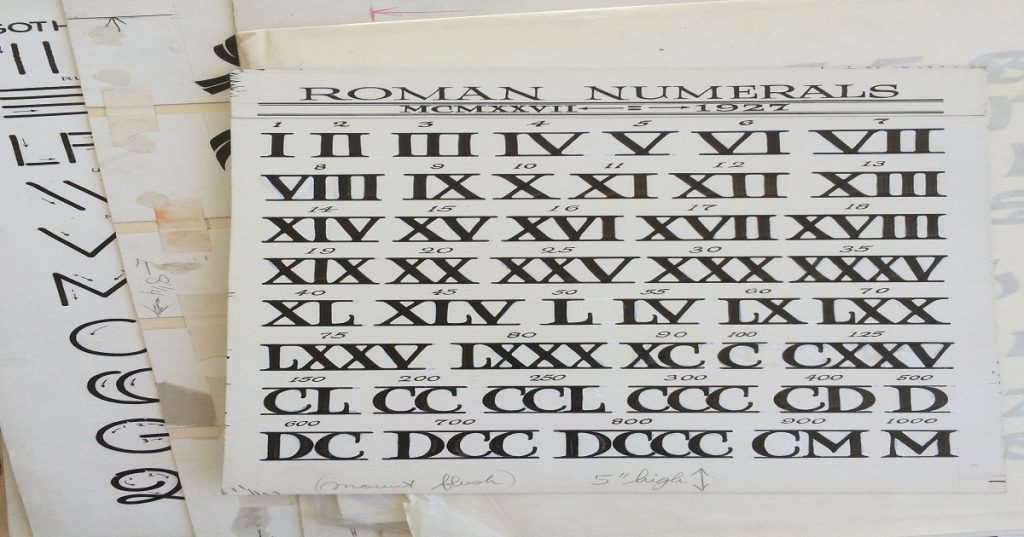 ROMAN NUMERALS
MCMXXVII ← = → 1927
1 2 3 4 5 6 7
I II III IV V VI VII
8 9 10 11 12 13
VIII IX X XI XII XIII
14 15 16 17 18
XIV XV XVI XVII XVIII
19 20 25 30 35
XIX XX XXV XXX XXXV
40 45 50 55 60 70
XL XLV L LV LX LXX
75 80 90 100 125
LXXV LXXX XC C CXXV
150 200 250 300 400 500
CL CC CCL CCC CD D
600 700 800 900 1000
DC DCC DCCC CM M
(mount flush) 5" high
GOTH